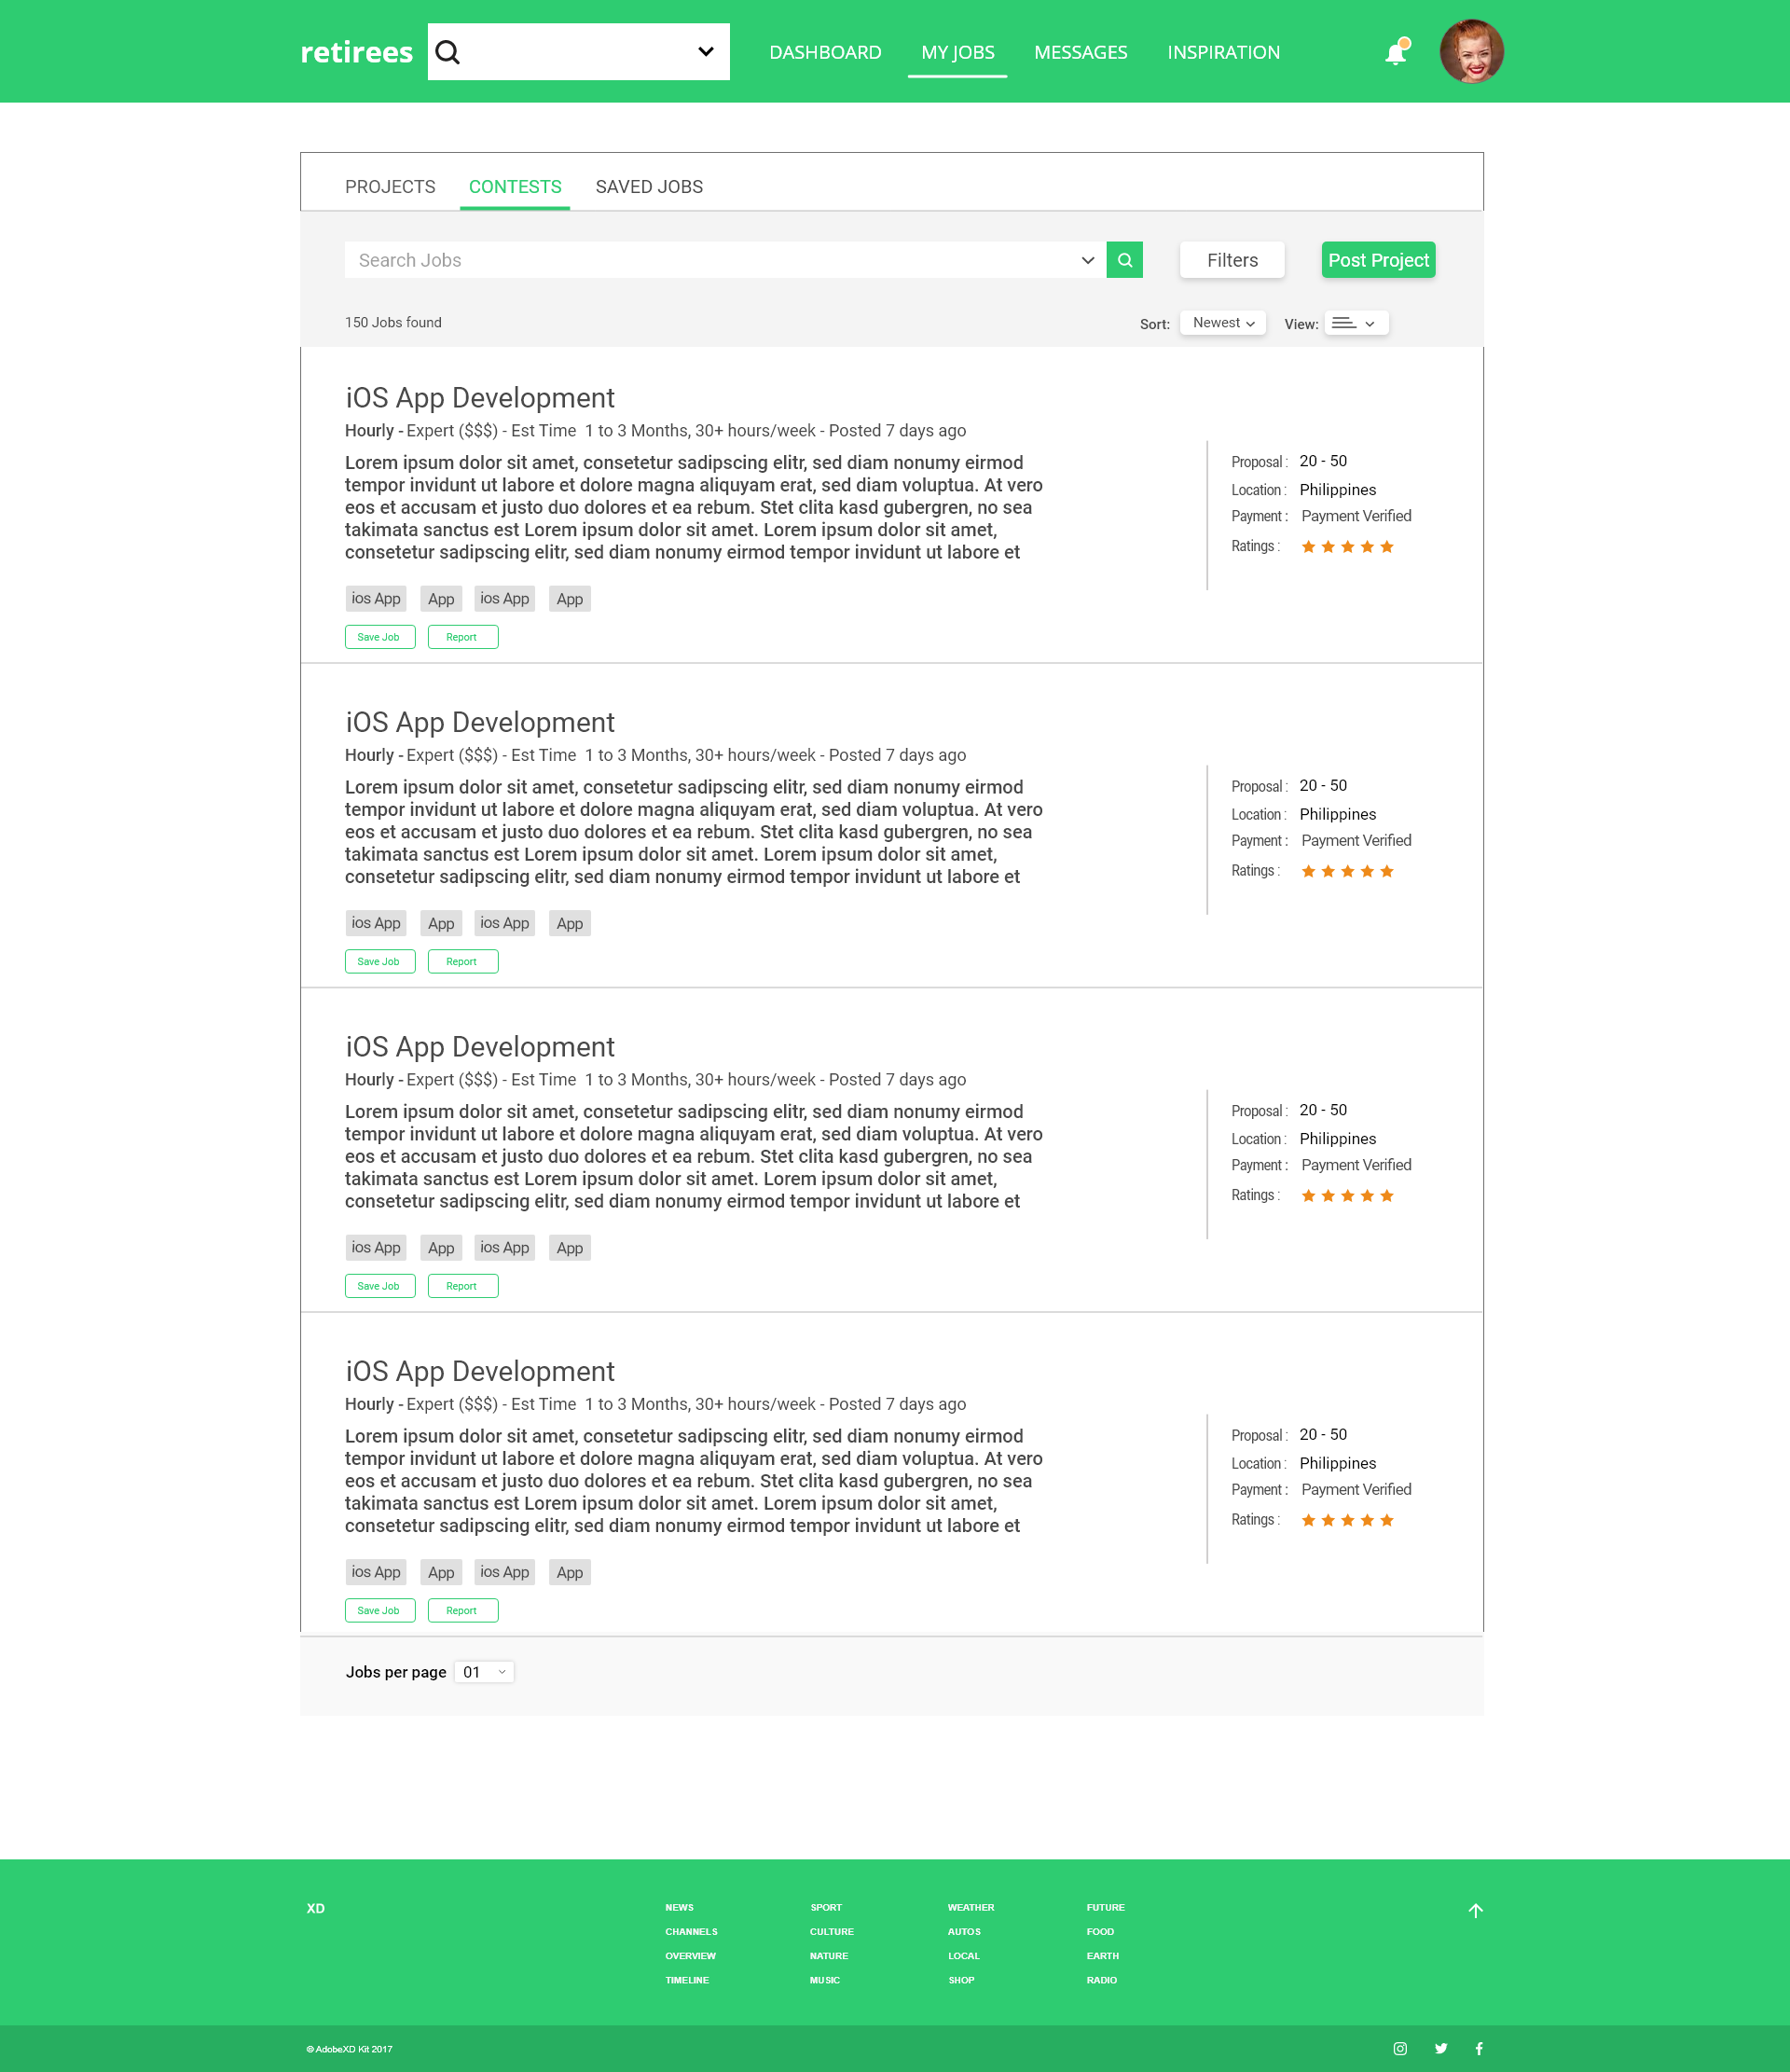 retirees
DASHBOARD MY JOBS MESSAGES INSPIRATION
PROJECTS CONTESTS SAVED JOBS
Search Jobs
Filters
Post Project
150 Jobs found
Sort: Newest View:
iOS App Development
Hourly - Expert ($$$) - Est Time 1 to 3 Months, 30+ hours/week - Posted 7 days ago
Lorem ipsum dolor sit amet, consetetur sadipscing elitr, sed diam nonumy eirmod
tempor invidunt ut labore et dolore magna aliquyam erat, sed diam voluptua. At vero
eos et accusam et justo duo dolores et ea rebum. Stet clita kasd gubergren, no sea
takimata sanctus est Lorem ipsum dolor sit amet. Lorem ipsum dolor sit amet,
consetetur sadipscing elitr, sed diam nonumy eirmod tempor invidunt ut labore et
Proposal : 20 - 50
Location : Philippines
Payment : Payment Verified
Ratings :
ios App App ios App App
Save Job Report
iOS App Development
Hourly - Expert ($$$) - Est Time 1 to 3 Months, 30+ hours/week - Posted 7 days ago
Lorem ipsum dolor sit amet, consetetur sadipscing elitr, sed diam nonumy eirmod
tempor invidunt ut labore et dolore magna aliquyam erat, sed diam voluptua. At vero
eos et accusam et justo duo dolores et ea rebum. Stet clita kasd gubergren, no sea
takimata sanctus est Lorem ipsum dolor sit amet. Lorem ipsum dolor sit amet,
consetetur sadipscing elitr, sed diam nonumy eirmod tempor invidunt ut labore et
Proposal : 20 - 50
Location : Philippines
Payment : Payment Verified
Ratings :
ios App App ios App App
Save Job Report
iOS App Development
Hourly - Expert ($$$) - Est Time 1 to 3 Months, 30+ hours/week - Posted 7 days ago
Lorem ipsum dolor sit amet, consetetur sadipscing elitr, sed diam nonumy eirmod
tempor invidunt ut labore et dolore magna aliquyam erat, sed diam voluptua. At vero
eos et accusam et justo duo dolores et ea rebum. Stet clita kasd gubergren, no sea
takimata sanctus est Lorem ipsum dolor sit amet. Lorem ipsum dolor sit amet,
consetetur sadipscing elitr, sed diam nonumy eirmod tempor invidunt ut labore et
Proposal : 20 - 50
Location : Philippines
Payment : Payment Verified
Ratings :
ios App App ios App App
Save Job Report
iOS App Development
Hourly - Expert ($$$) - Est Time 1 to 3 Months, 30+ hours/week - Posted 7 days ago
Lorem ipsum dolor sit amet, consetetur sadipscing elitr, sed diam nonumy eirmod
tempor invidunt ut labore et dolore magna aliquyam erat, sed diam voluptua. At vero
eos et accusam et justo duo dolores et ea rebum. Stet clita kasd gubergren, no sea
takimata sanctus est Lorem ipsum dolor sit amet. Lorem ipsum dolor sit amet,
consetetur sadipscing elitr, sed diam nonumy eirmod tempor invidunt ut labore et
Proposal : 20 - 50
Location : Philippines
Payment : Payment Verified
Ratings :
ios App App ios App App
Save Job Report
Jobs per page 01
XD
NEWS SPORT WEATHER FUTURE
CHANNELS CULTURE AUTOS FOOD
OVERVIEW NATURE LOCAL EARTH
TIMELINE MUSIC SHOP RADIO
© AdobeXD Kit 2017